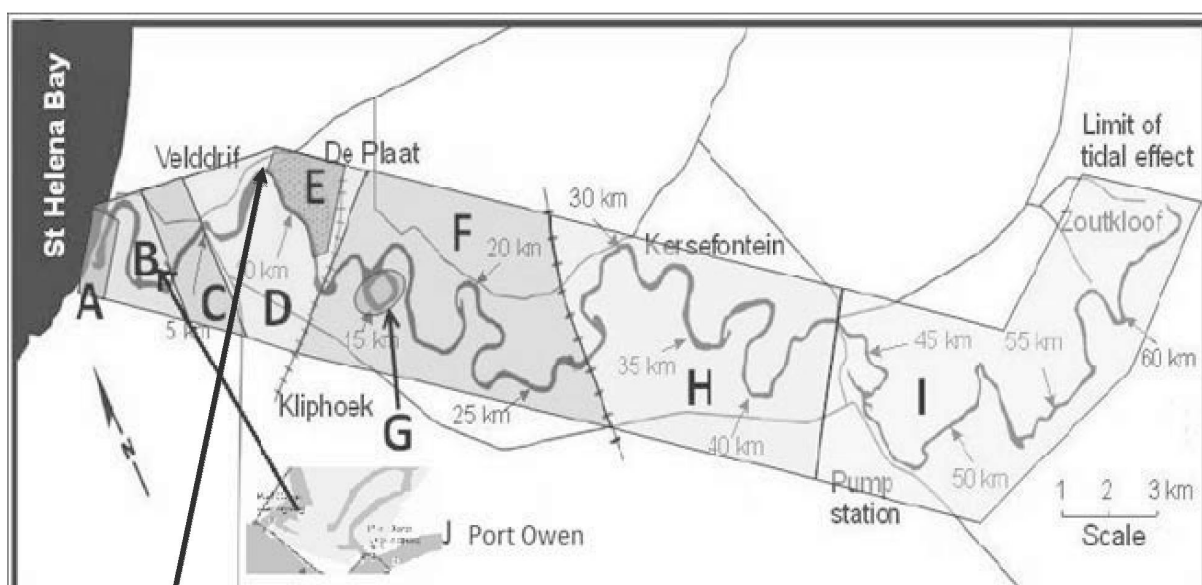 St Helena Bay
Velddrif
De Plaat
E
30 km
Limit of
tidal effect
F
20 km
Kersefontein
Zoutkloof
B
A
C
D
5 km
0 km
15 km
G
Kliphoek
25 km
35 km
H
40 km
45 km
55 km
60 km
I
50 km
Pump
station
N
1 2 3 km
Scale
J Port Owen